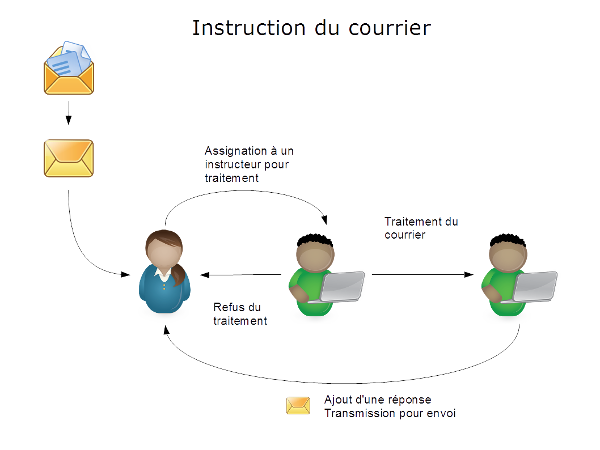 Instruction du courrier
Assignation à un
instructeur pour
traitement
Traitement du
courrier
Refus du
traitement
Ajout d'une réponse
Transmission pour envoi